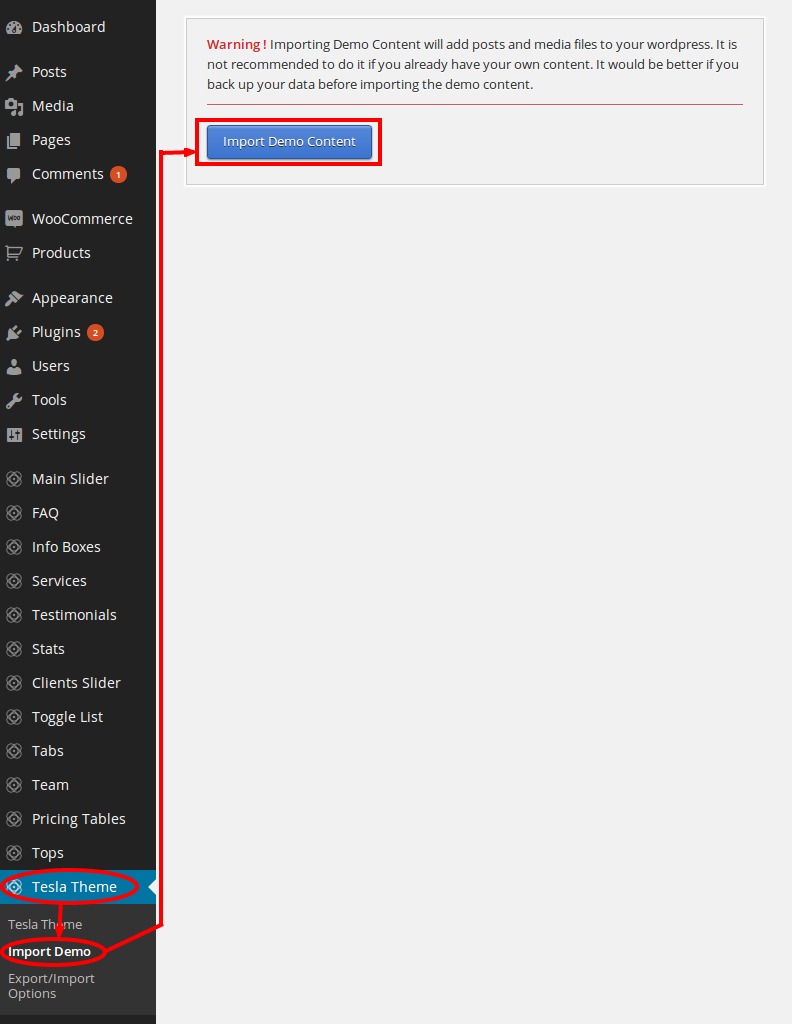 Dashboard
Posts
Media
Pages
Comments 1
WOO WooCommerce
Products
Appearance
Plugins 2
Users
Tools
Settings
Main Slider
FAQ
Info Boxes
Services
Testimonials
Stats
Clients Slider
Toggle List
Tabs
Team
Pricing Tables
Tops
Tesla Theme
Tesla Theme
Import Demo
Export/Import
Options
Warning ! Importing Demo Content will add posts and media files to your wordpress. It is
not recommended to do it if you already have your own content. It would be better if you
back up your data before importing the demo content.
Import Demo Content